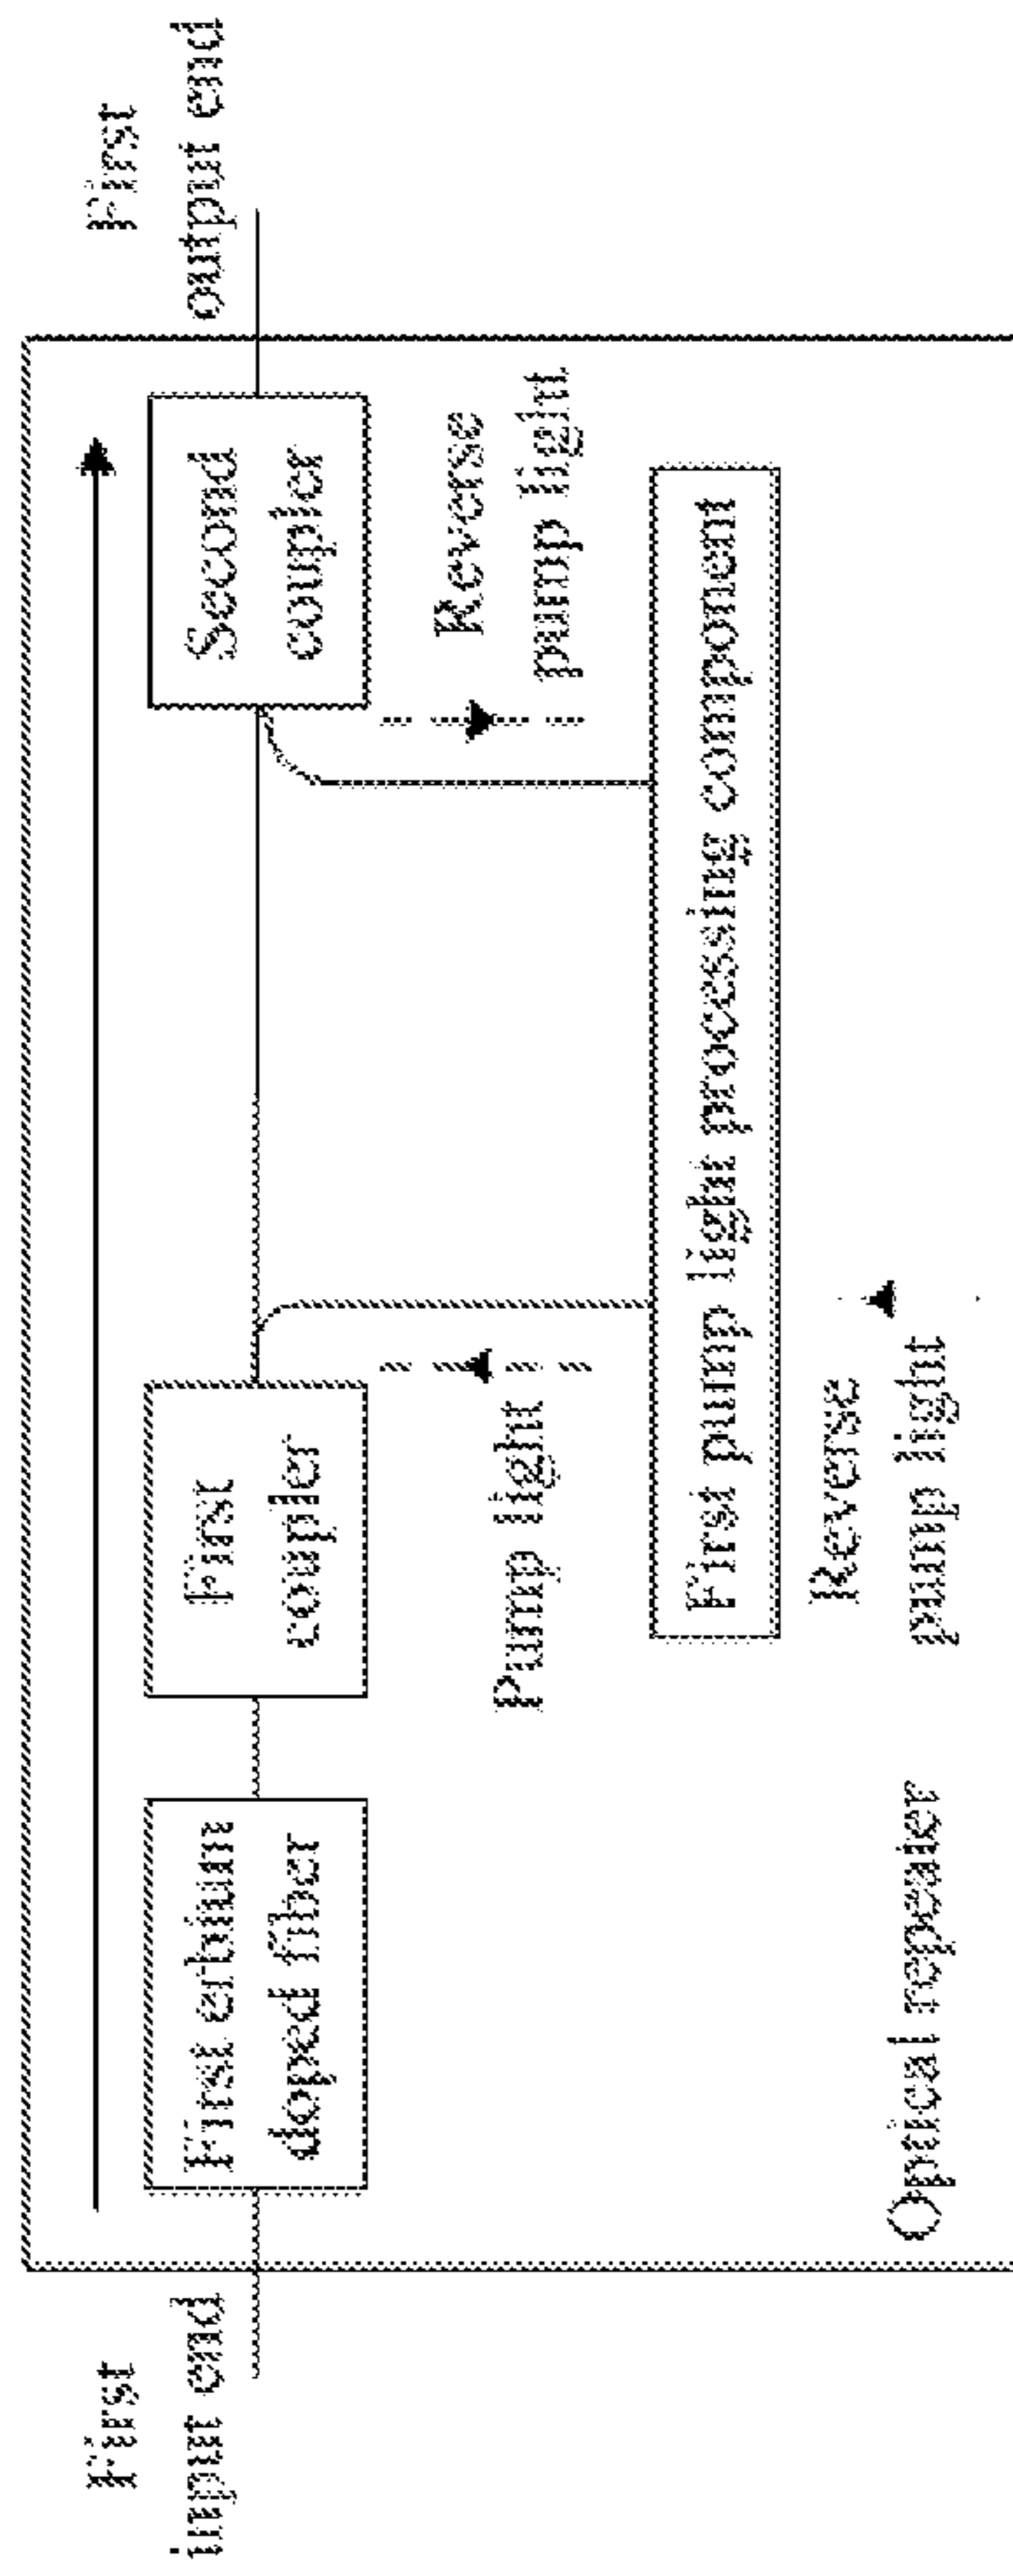 First
input end
First
output end
First erbium
doped fiber
First
coupler
Second
coupler
Pump light
Reverse
pump light
First pump light processing component
Reverse
pump light
Optical repeater